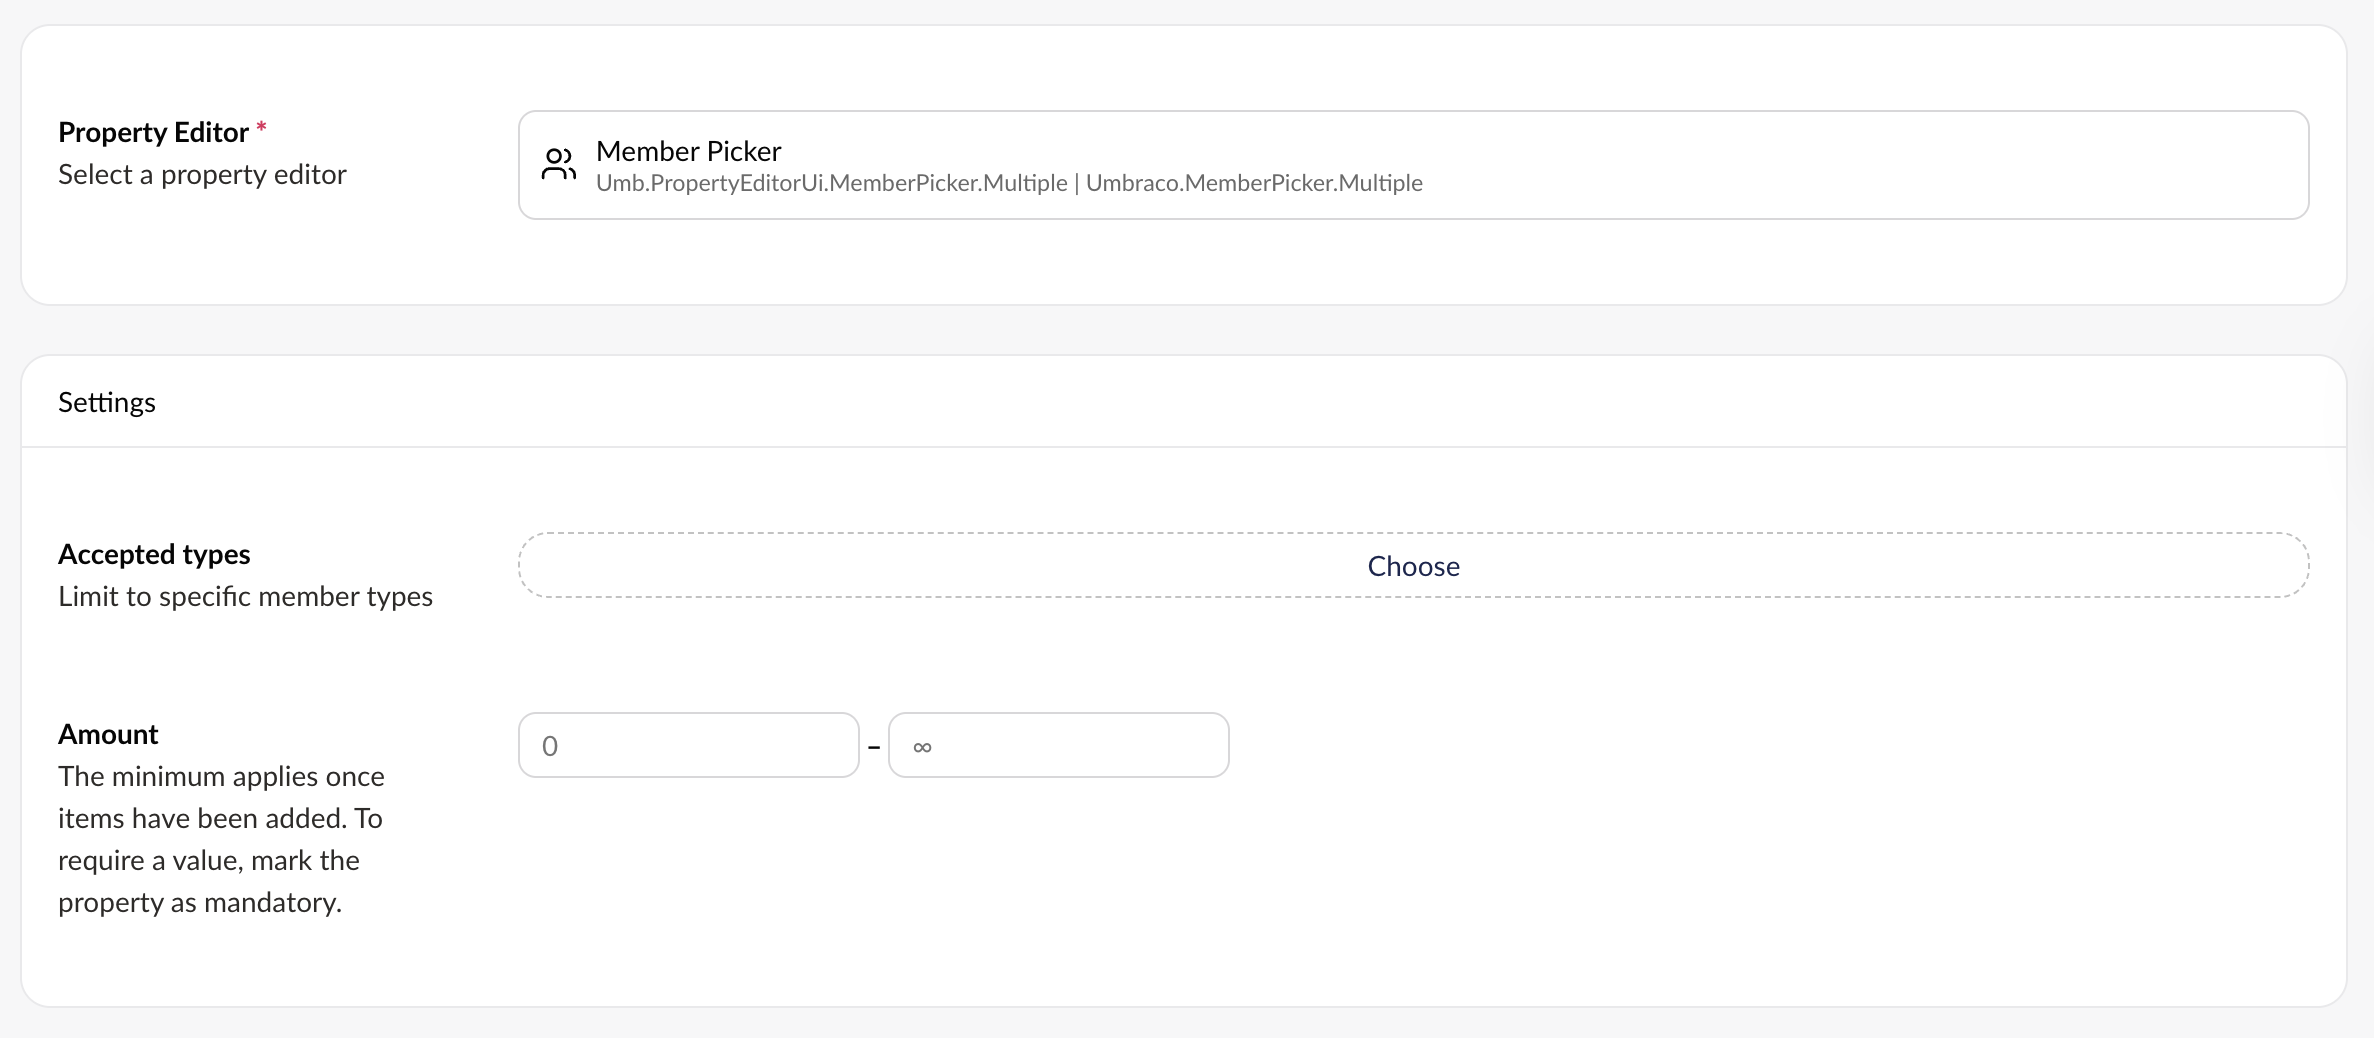 Property Editor *
Select a property editor
Member Picker
Umb.PropertyEditorUi.MemberPicker.Multiple | Umbraco.MemberPicker.Multiple
Settings
Accepted types
Limit to specific member types
Choose
Amount
The minimum applies once
items have been added. To
require a value, mark the
property as mandatory.
0 – ∞